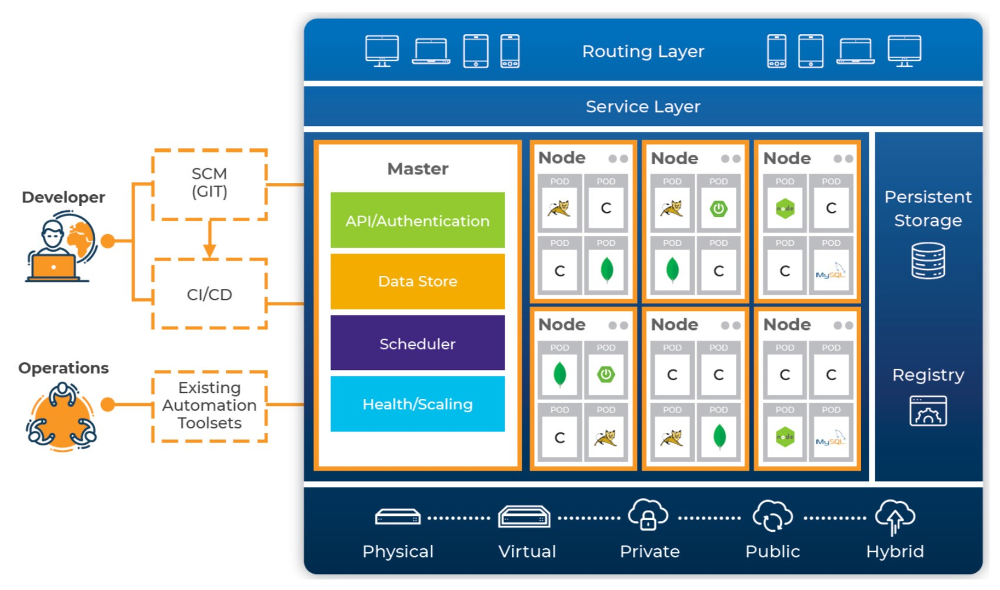 Routing Layer
Service Layer
Developer
SCM
(GIT)
CI/CD
Operations
Existing
Automation
Toolsets
Master
API/Authentication
Data Store
Scheduler
Health/Scaling
Node
POD POD
C
POD POD
C
Node
POD POD
POD POD
C
Node
POD POD
node C
POD POD
C MySQL
Node
POD POD
POD POD
C
Node
POD POD
C C
POD POD
Node
POD POD
C C
POD POD
node MySQL
Persistent
Storage
Registry
Physical
Virtual
Private
Public
Hybrid